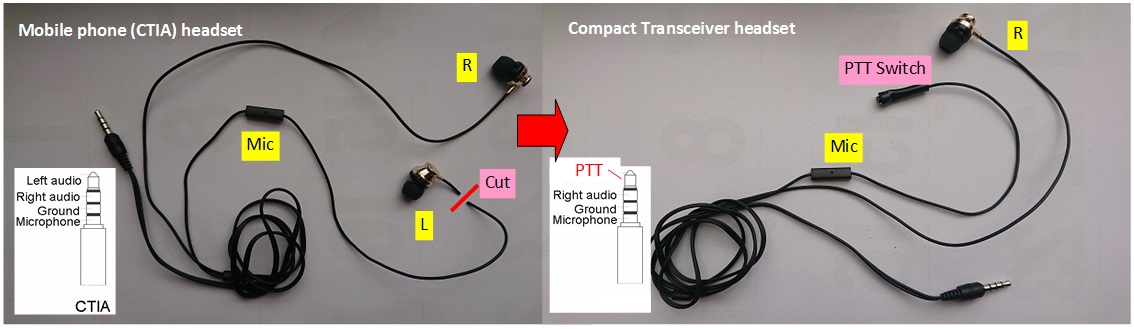 Mobile phone (CTIA) headset
R
Mic
Cut
L
Left audio
Right audio
Ground
Microphone
CTIA
Compact Transceiver headset
R
PTT Switch
Mic
PTT
Right audio
Ground
Microphone